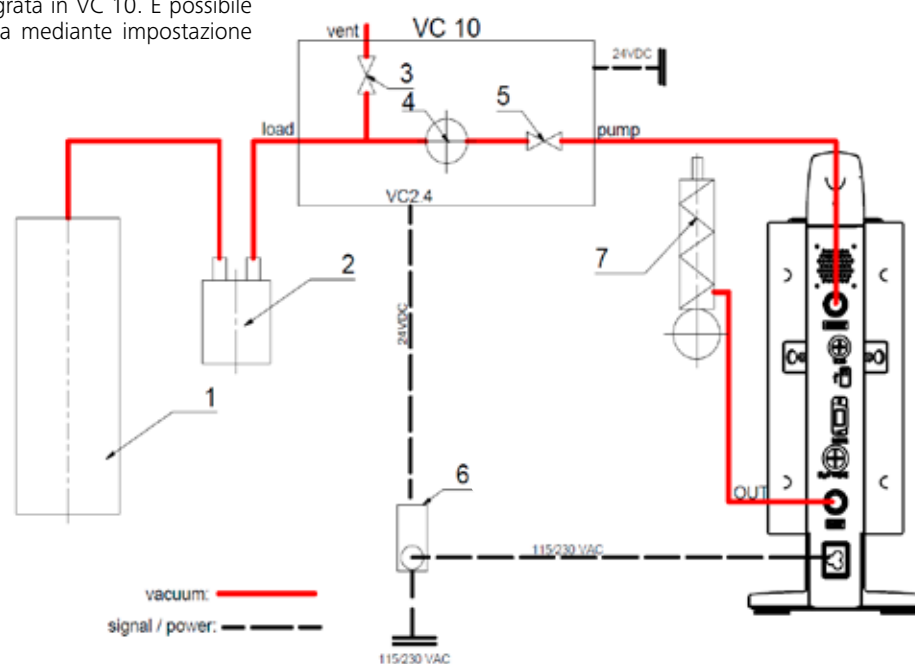 grata in VC 10. È possibile
a mediante impostazione
vent
VC 10
24VDC
3
4
5
load
pump
VC2.4
7
2
24VDC
1
6
OUT
115/230 VAC
vacuum:
signal / power:
115/230 VAC